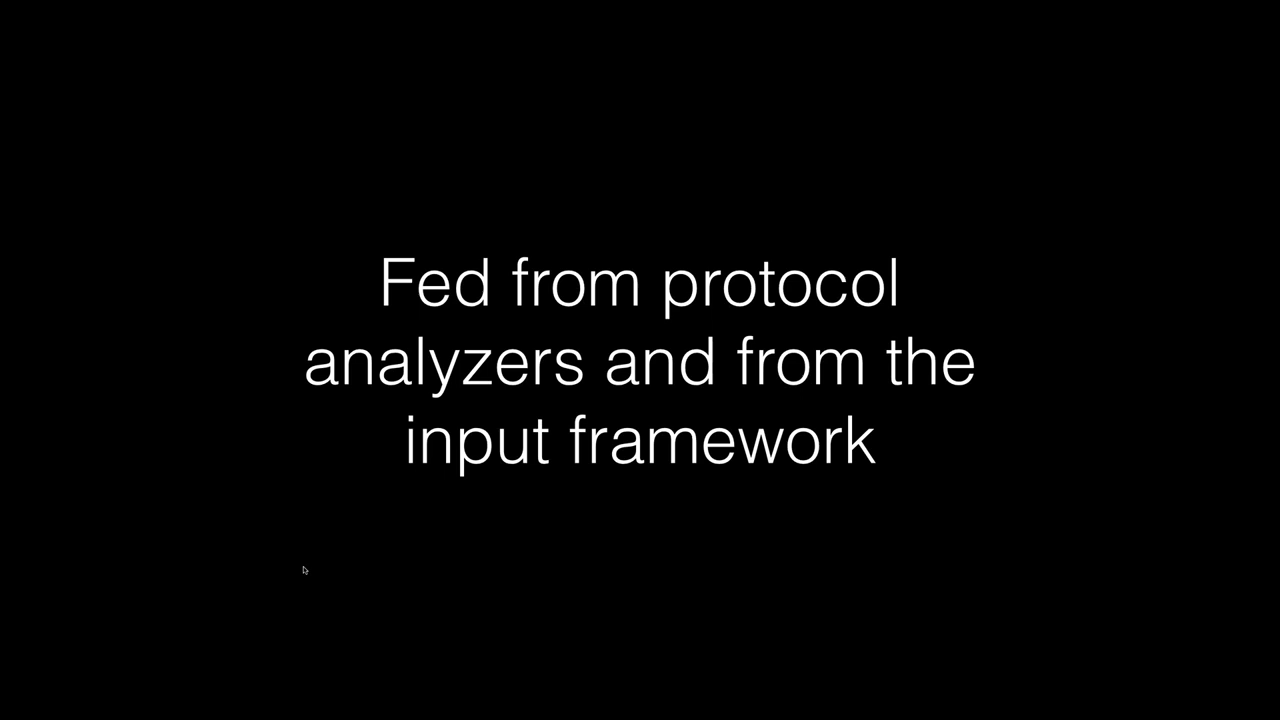 Fed from protocol
analyzers and from the
input framework